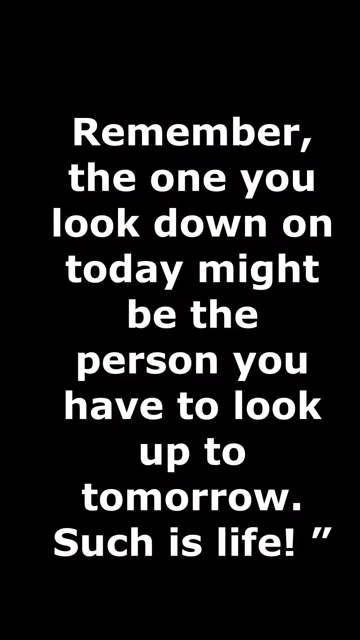 Remember,
the one you
look down on
today might
be the
person you
have to look
up to
tomorrow.
Such is life! ”